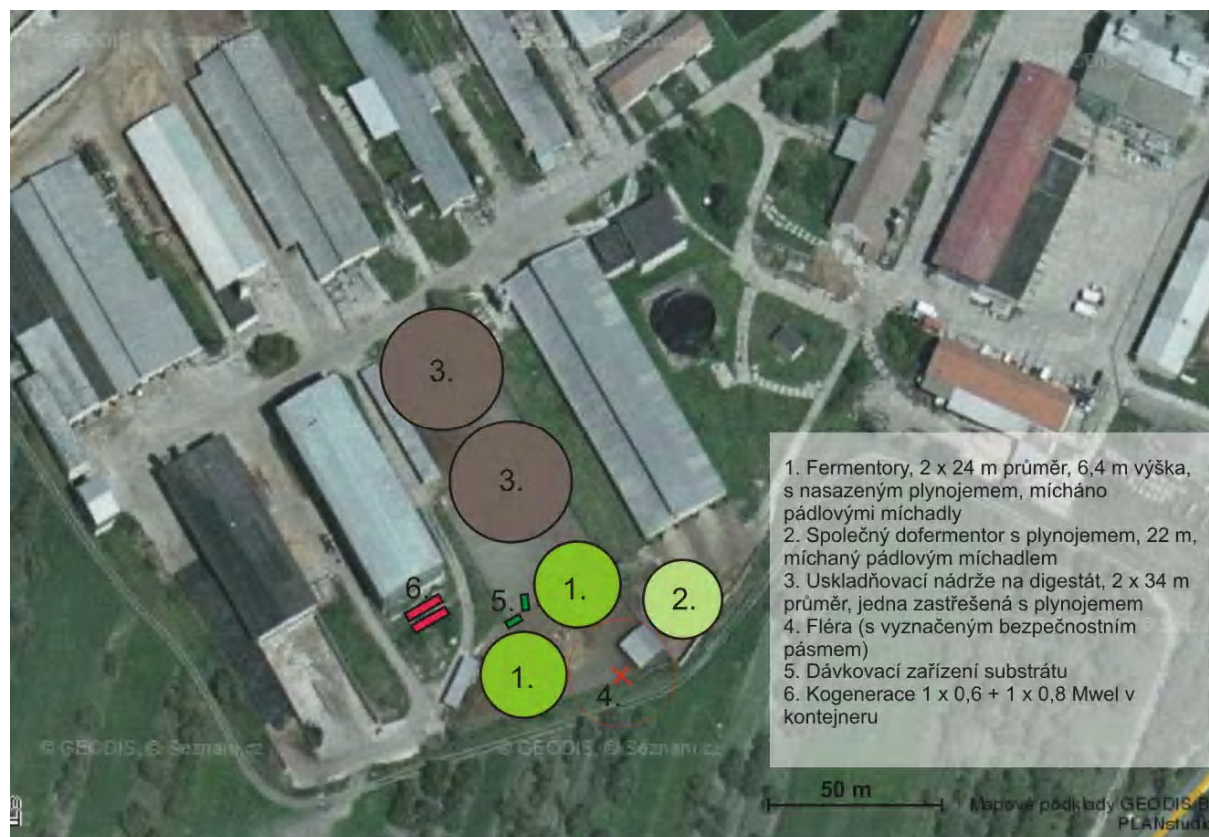 © GEODIS, © Seznam.cz
3.
3.
1. Fermentory, 2 x 24 m průměr, 6,4 m výška,
s nasazeným plynojemem, mícháno
pádlovými míchadly
2. Společný dofermentor s plynojemem, 22 m,
míchaný pádlovým míchadlem
3. Uskladňovací nádrže na digestát, 2 x 34 m
průměr, jedna zastřešená s plynojemem
4. Fléra (s vyznačeným bezpečnostním
pásmem)
5. Dávkovací zařízení substrátu
6. Kogenerace 1 x 0,6 + 1 x 0,8 Mwel v
kontejneru
6.
5.
1.
2.
1.
4.
© GEODIS, © Seznam.cz
© GEODIS, © Seznam.cz
50 m
Mapové podklady GEODIS B
PLANstudi